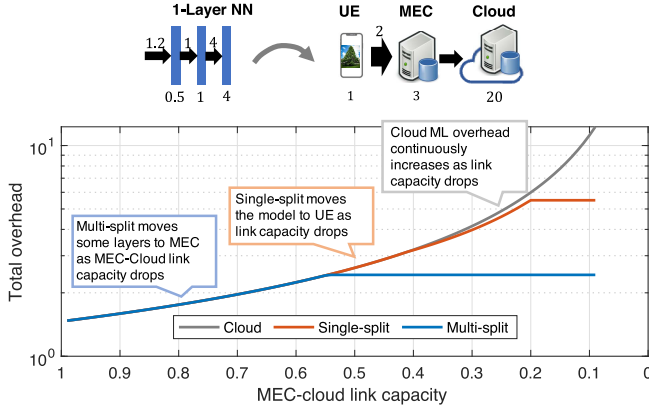 1-Layer NN
UE
MEC
Cloud
1.2
1
4
2
0.5
1
4
1
3
20
Cloud ML overhead
continuously
increases as link
capacity drops
Single-split moves
the model to UE as
link capacity drops
Multi-split moves
some layers to MEC
as MEC-Cloud link
capacity drops
Total overhead
10¹
10⁰
Cloud
Single-split
Multi-split
1
0.9
0.8
0.7
0.6
0.5
0.4
0.3
0.2
0.1
0
MEC-cloud link capacity